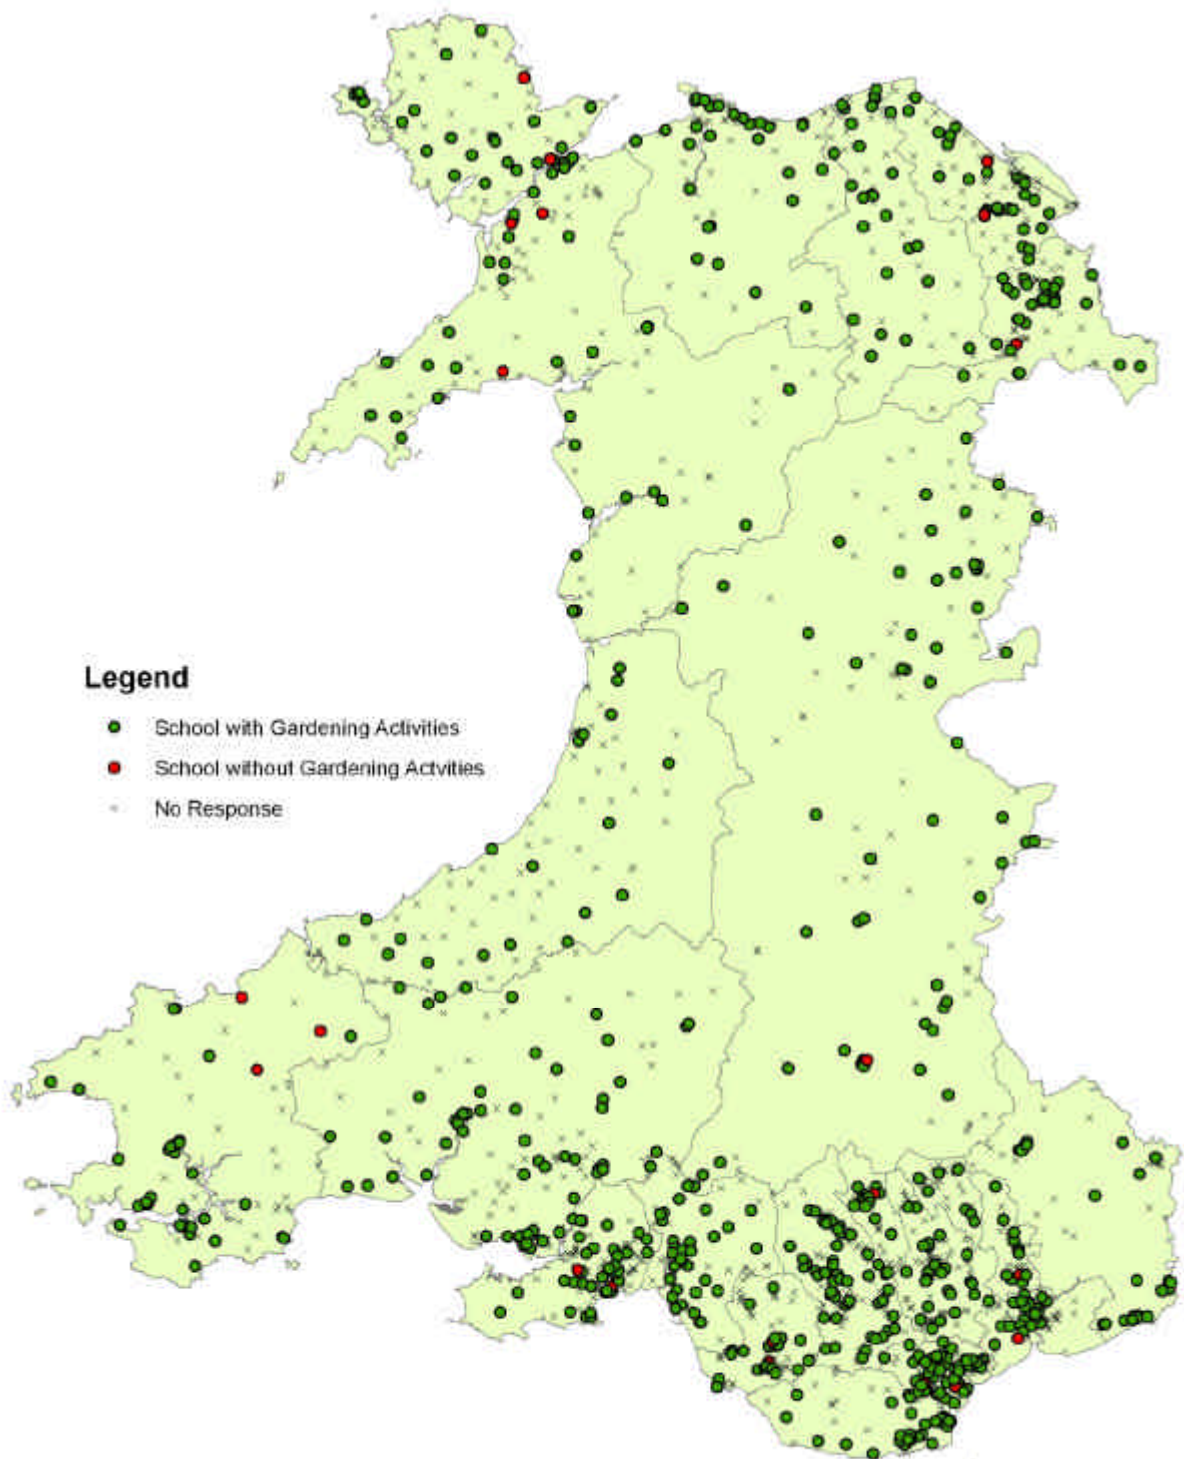 Legend
School with Gardening Activities
School without Gardening Actvities
No Response